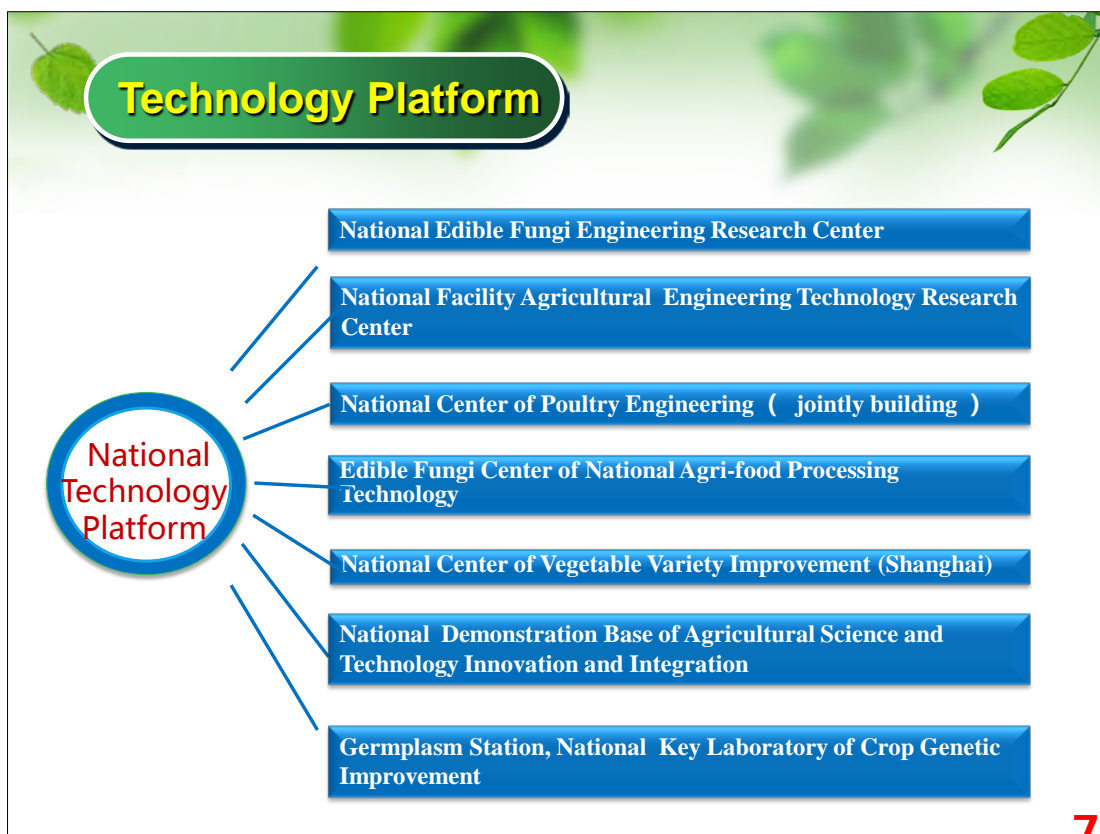 Technology Platform
National Edible Fungi Engineering Research Center
National Facility Agricultural Engineering Technology Research
Center
National Center of Poultry Engineering （ jointly building ）
National
Technology
Platform
Edible Fungi Center of National Agri-food Processing
Technology
National Center of Vegetable Variety Improvement (Shanghai)
National Demonstration Base of Agricultural Science and
Technology Innovation and Integration
Germplasm Station, National Key Laboratory of Crop Genetic
Improvement
7